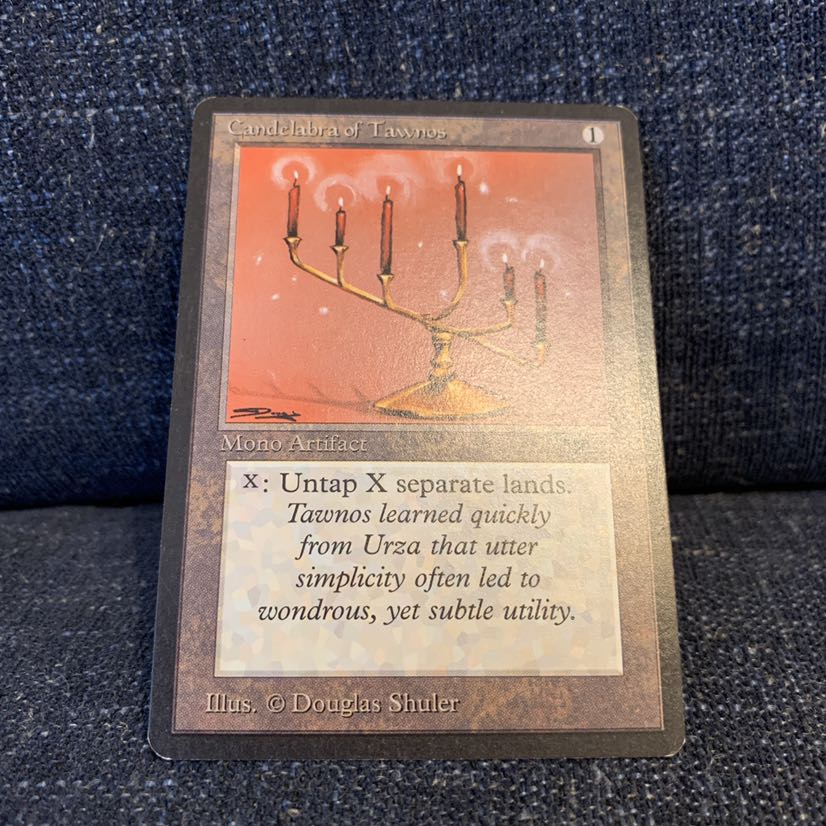 Candelabra of Tawnos 1
Mono Artifact
X: Untap X separate lands.
Tawnos learned quickly
from Urza that utter
simplicity often led to
wondrous, yet subtle utility.
Illus. © Douglas Shuler